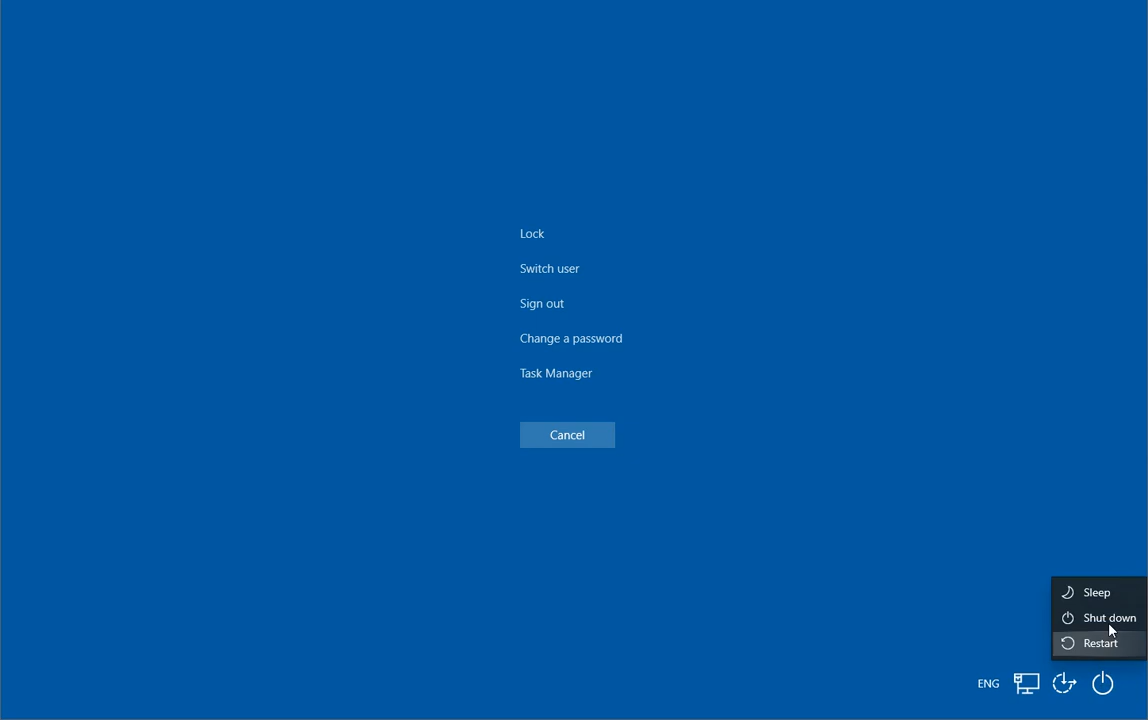 Lock
Switch user
Sign out
Change a password
Task Manager
Cancel
Sleep
Shut down
Restart
ENG